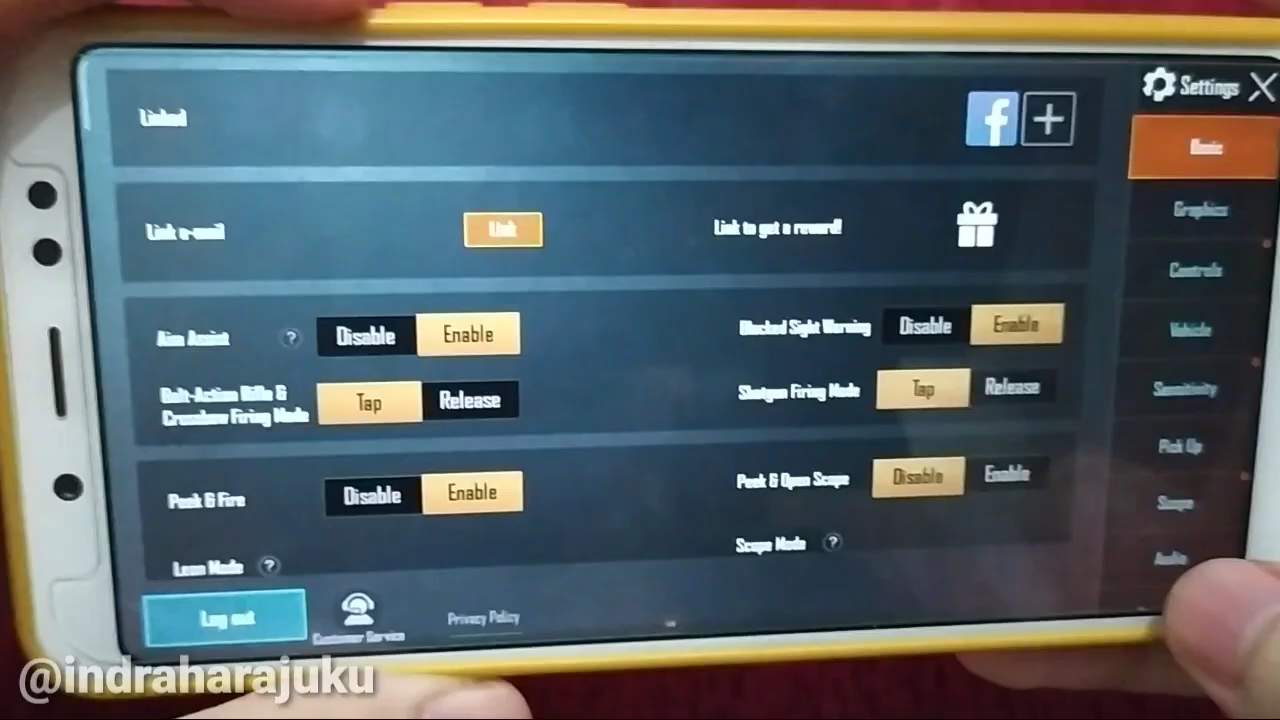 Settings
Linked
Basic
Link e-mail
Link
Link to get a reward!
Graphics
Controls
Aim Assist ? Disable Enable
Blocked Sight Warning Disable Enable
Vehicle
Bolt-Action Rifle &
Crossbow Firing Mode
Tap Release
Shotgun Firing Mode Tap Release
Sensitivity
Pick Up
Peek & Fire Disable Enable
Peek & Open Scope Disable Enable
Scope
Lean Mode ?
Scope Mode ?
Audio
Log out
Customer Service
Privacy Policy
@indraharajuku